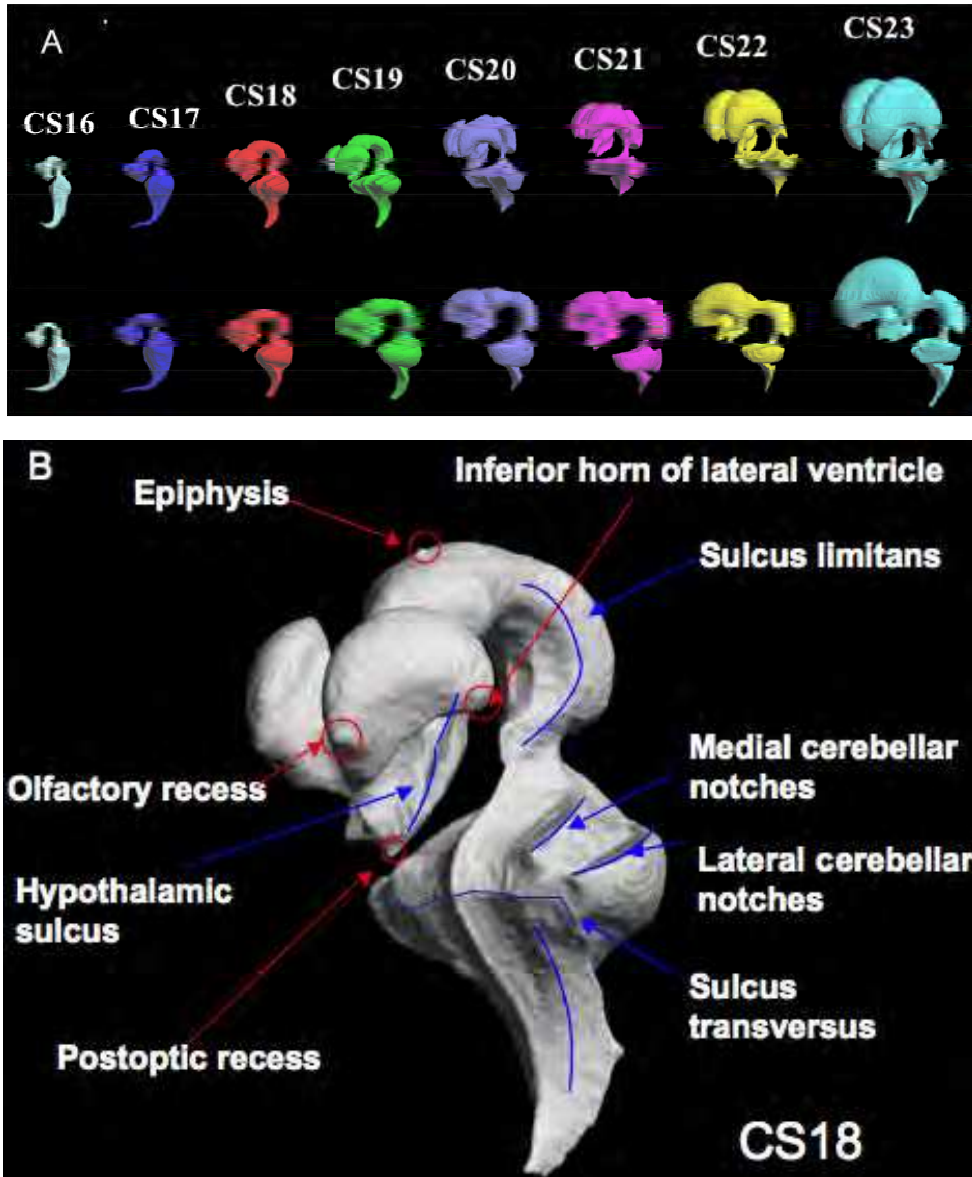 A
CS16
CS17
CS18
CS19
CS20
CS21
CS22
CS23
B
Epiphysis
Inferior horn of lateral ventricle
Sulcus limitans
Medial cerebellar
notches
Olfactory recess
Lateral cerebellar
notches
Hypothalamic
sulcus
Sulcus
transversus
Postoptic recess
CS18